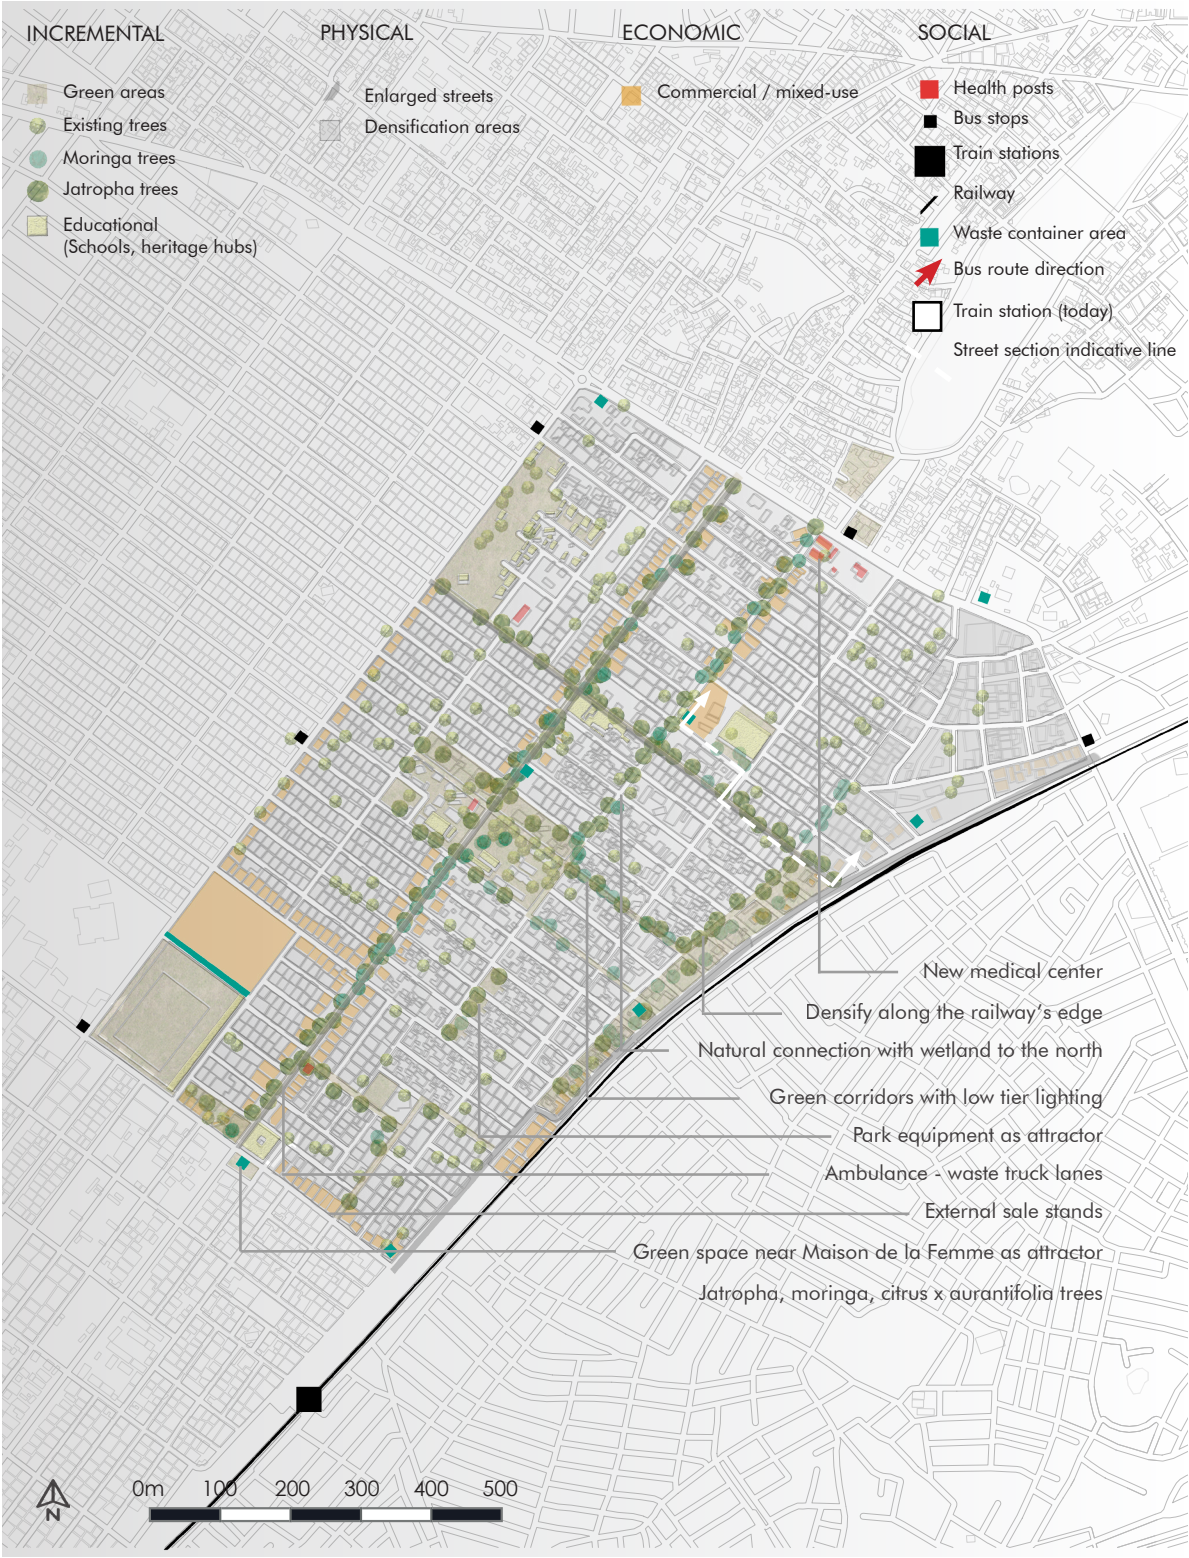 INCREMENTAL
Green areas
Existing trees
Moringa trees
Jatropha trees
Educational
(Schools, heritage hubs)
PHYSICAL
Enlarged streets
Densification areas
ECONOMIC
Commercial / mixed-use
SOCIAL
Health posts
Bus stops
Train stations
Railway
Waste container area
Bus route direction
Train station (today)
Street section indicative line
New medical center
Densify along the railway's edge
Natural connection with wetland to the north
Green corridors with low tier lighting
Park equipment as attractor
Ambulance - waste truck lanes
External sale stands
Green space near Maison de la Femme as attractor
Jatropha, moringa, citrus x aurantifolia trees
0m 100 200 300 400 500
N